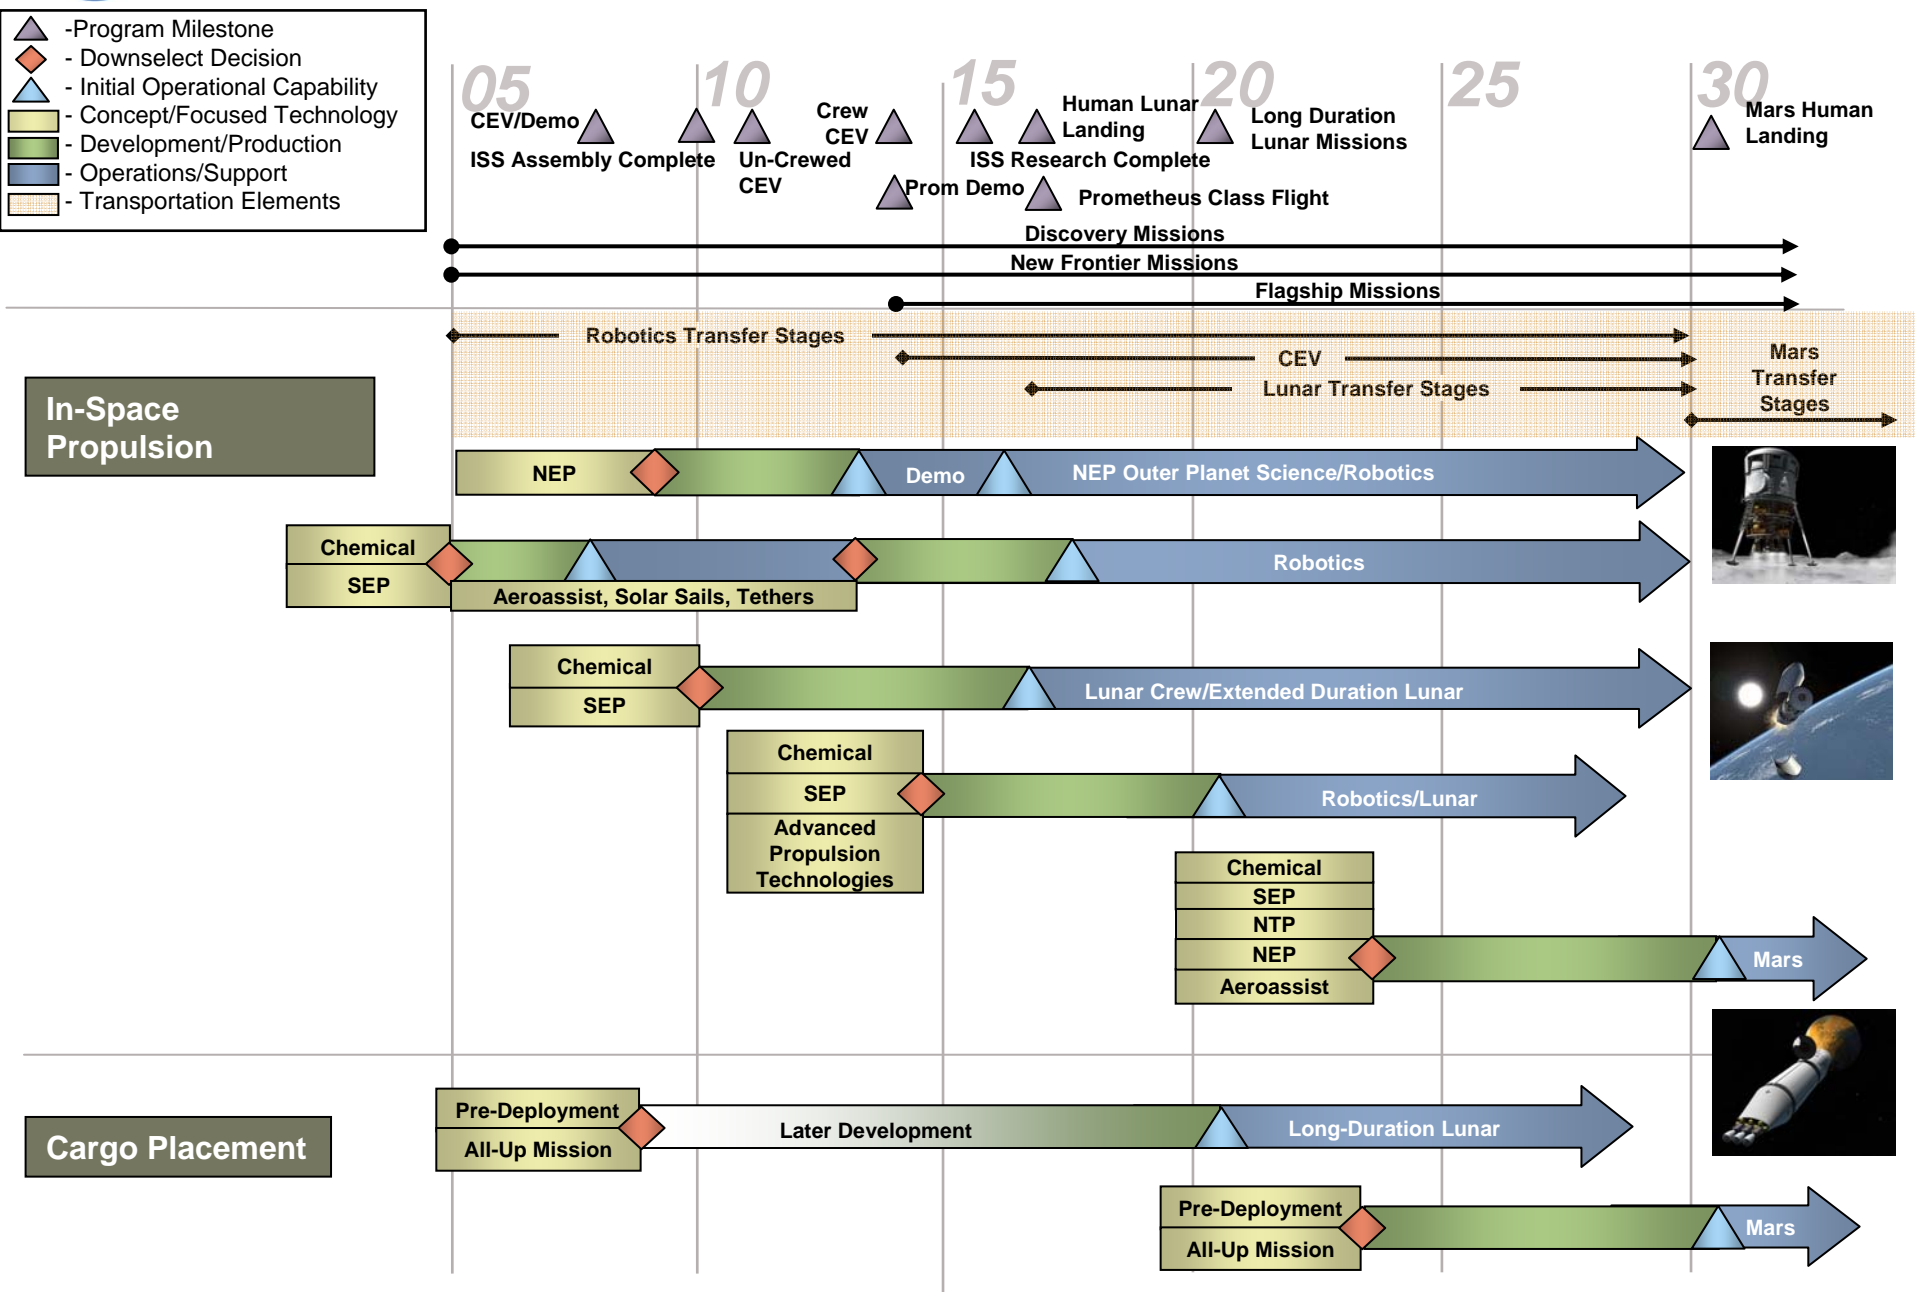 -Program Milestone
- Downselect Decision
- Initial Operational Capability
- Concept/Focused Technology
- Development/Production
- Operations/Support
- Transportation Elements
05
10
15
20
25
30
CEV/Demo
ISS Assembly Complete
Un-Crewed
CEV
Crew
CEV
Human Lunar
Landing
ISS Research Complete
Long Duration
Lunar Missions
Mars Human
Landing
Prom Demo
Prometheus Class Flight
Discovery Missions
New Frontier Missions
Flagship Missions
Robotics Transfer Stages
CEV
Lunar Transfer Stages
Mars
Transfer
Stages
In-Space
Propulsion
NEP
Demo
NEP Outer Planet Science/Robotics
Chemical
SEP
Aeroassist, Solar Sails, Tethers
Robotics
Chemical
SEP
Lunar Crew/Extended Duration Lunar
Chemical
SEP
Advanced
Propulsion
Technologies
Robotics/Lunar
Chemical
SEP
NTP
NEP
Aeroassist
Mars
Cargo Placement
Pre-Deployment
All-Up Mission
Later Development
Long-Duration Lunar
Pre-Deployment
All-Up Mission
Mars